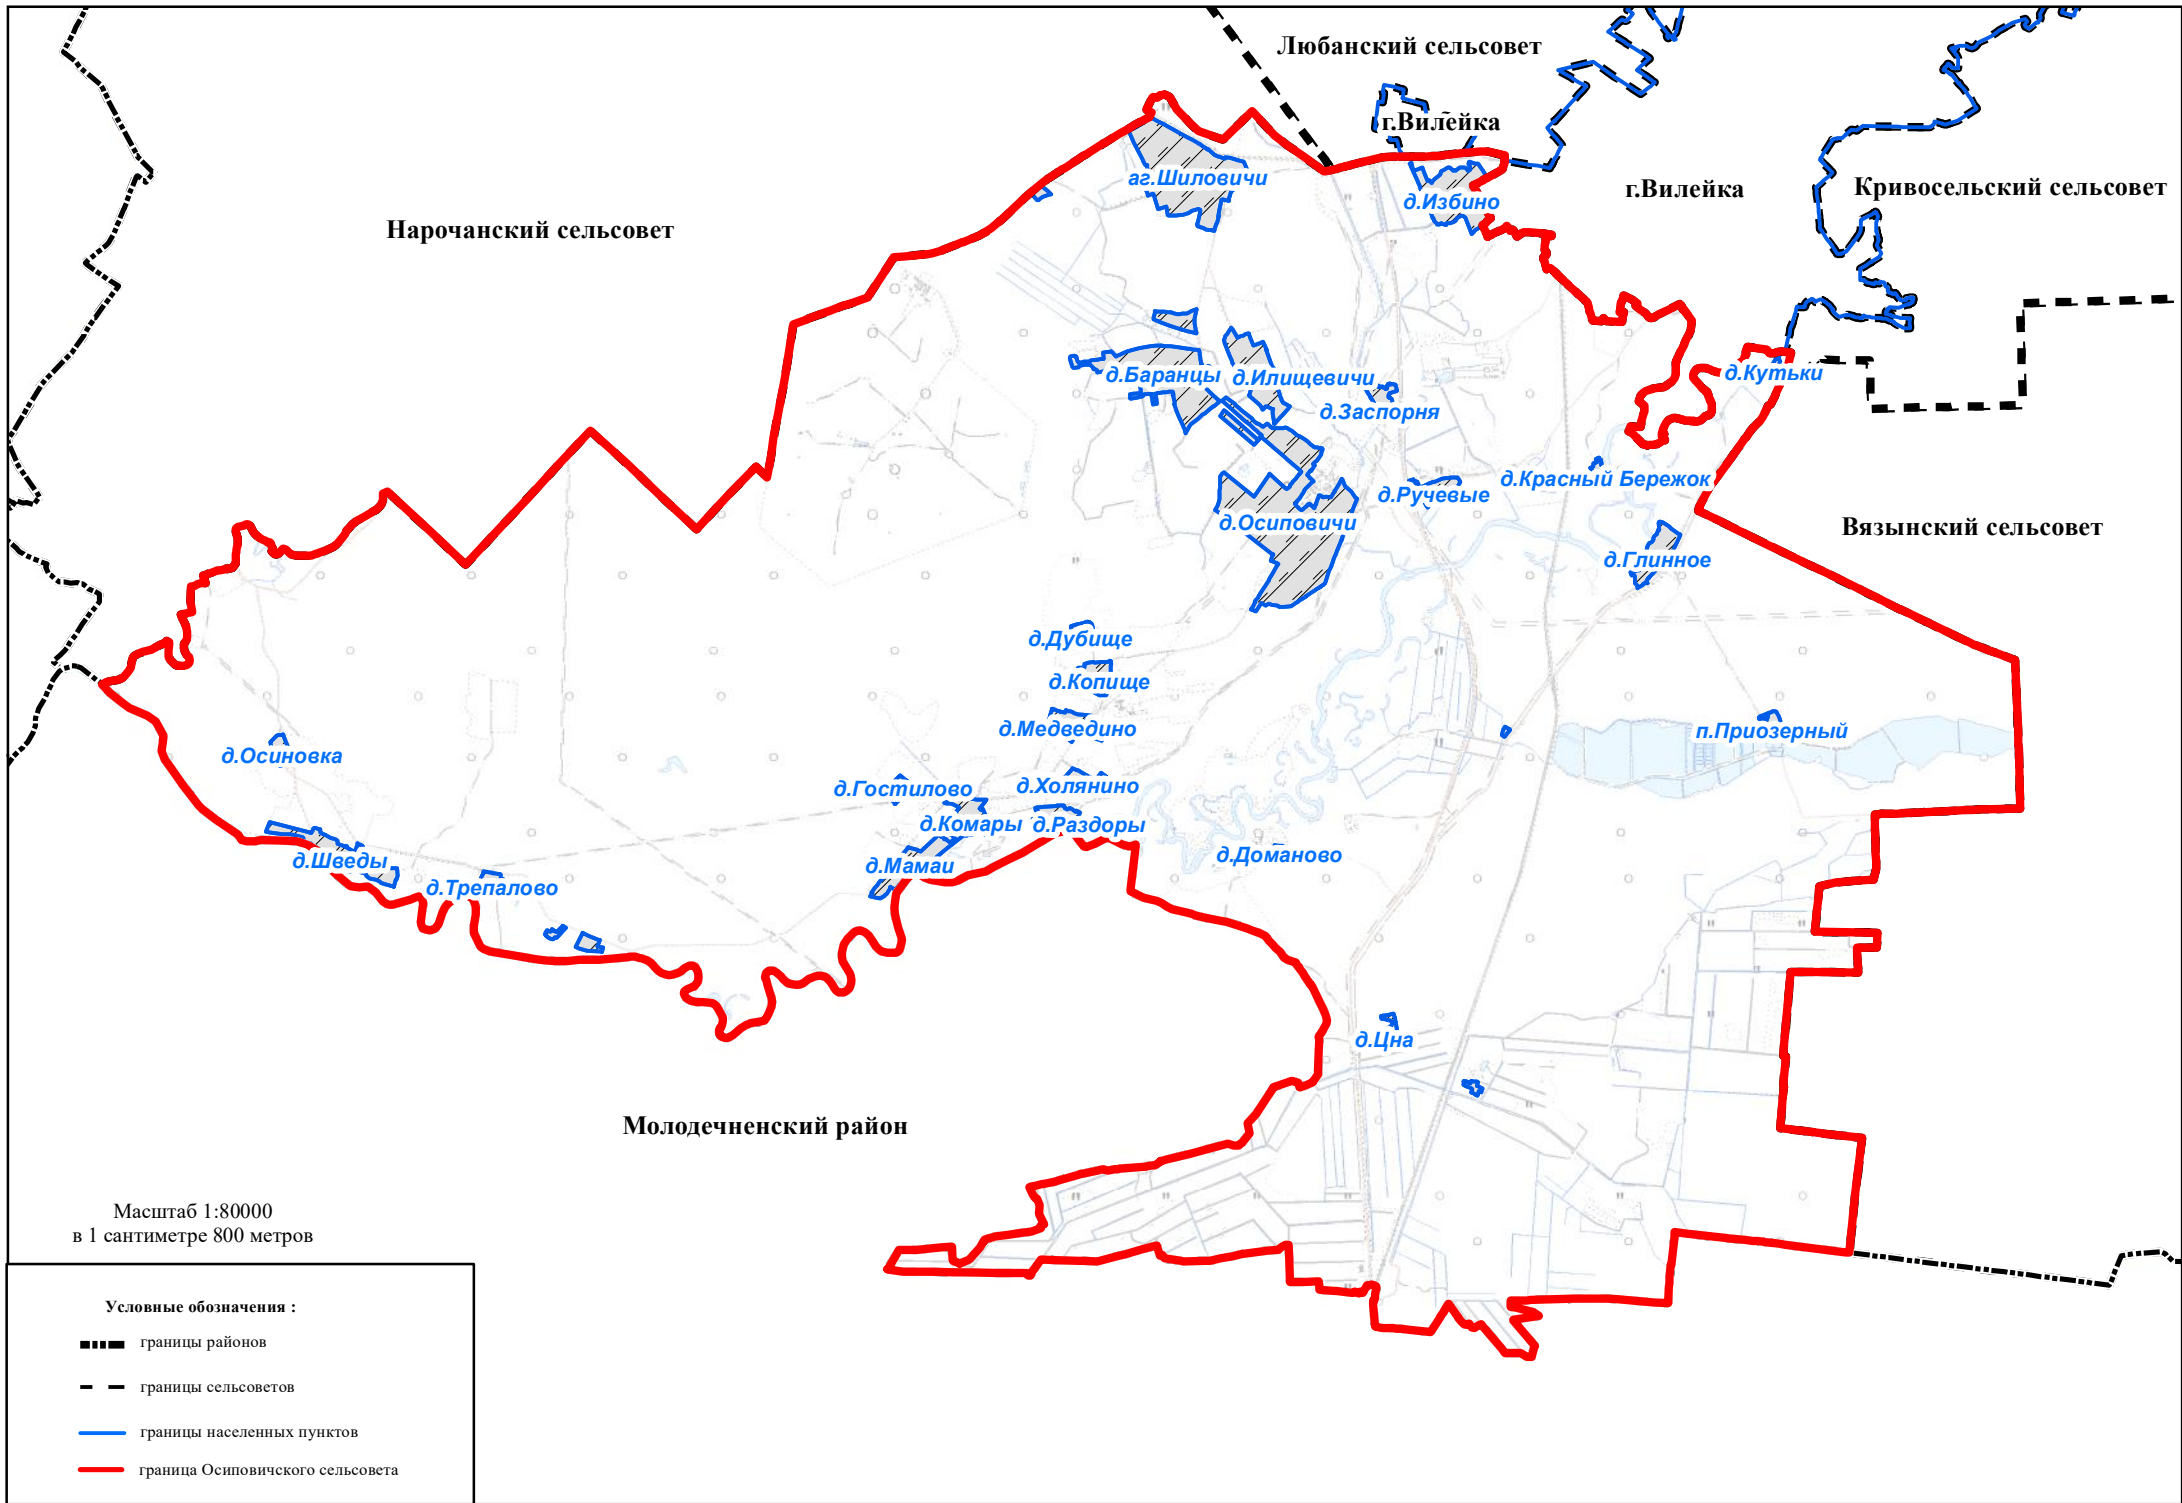 Любанский сельсовет
г.Вилейка
аг.Шиловичи
г.Вилейка
Кривосельский сельсовет
д.Избино
Нарочанский сельсовет
д.Баранцы
д.Илищевичи
д.Кутьки
д.Заспорня
д.Красный Бережок
д.Ручевые
д.Осиповичи
Вязынский сельсовет
д.Глинное
д.Дубище
д.Копище
д.Медведино
п.Приозерный
д.Осиновка
д.Гостилово
д.Холянино
д.Комары
д.Раздоры
д.Шведы
д.Мамаи
д.Доманово
д.Трепалово
д.Цна
Молодечненский район
Масштаб 1:80000
в 1 сантиметре 800 метров
Условные обозначения :
границы районов
границы сельсоветов
границы населенных пунктов
граница Осиповичского сельсовета